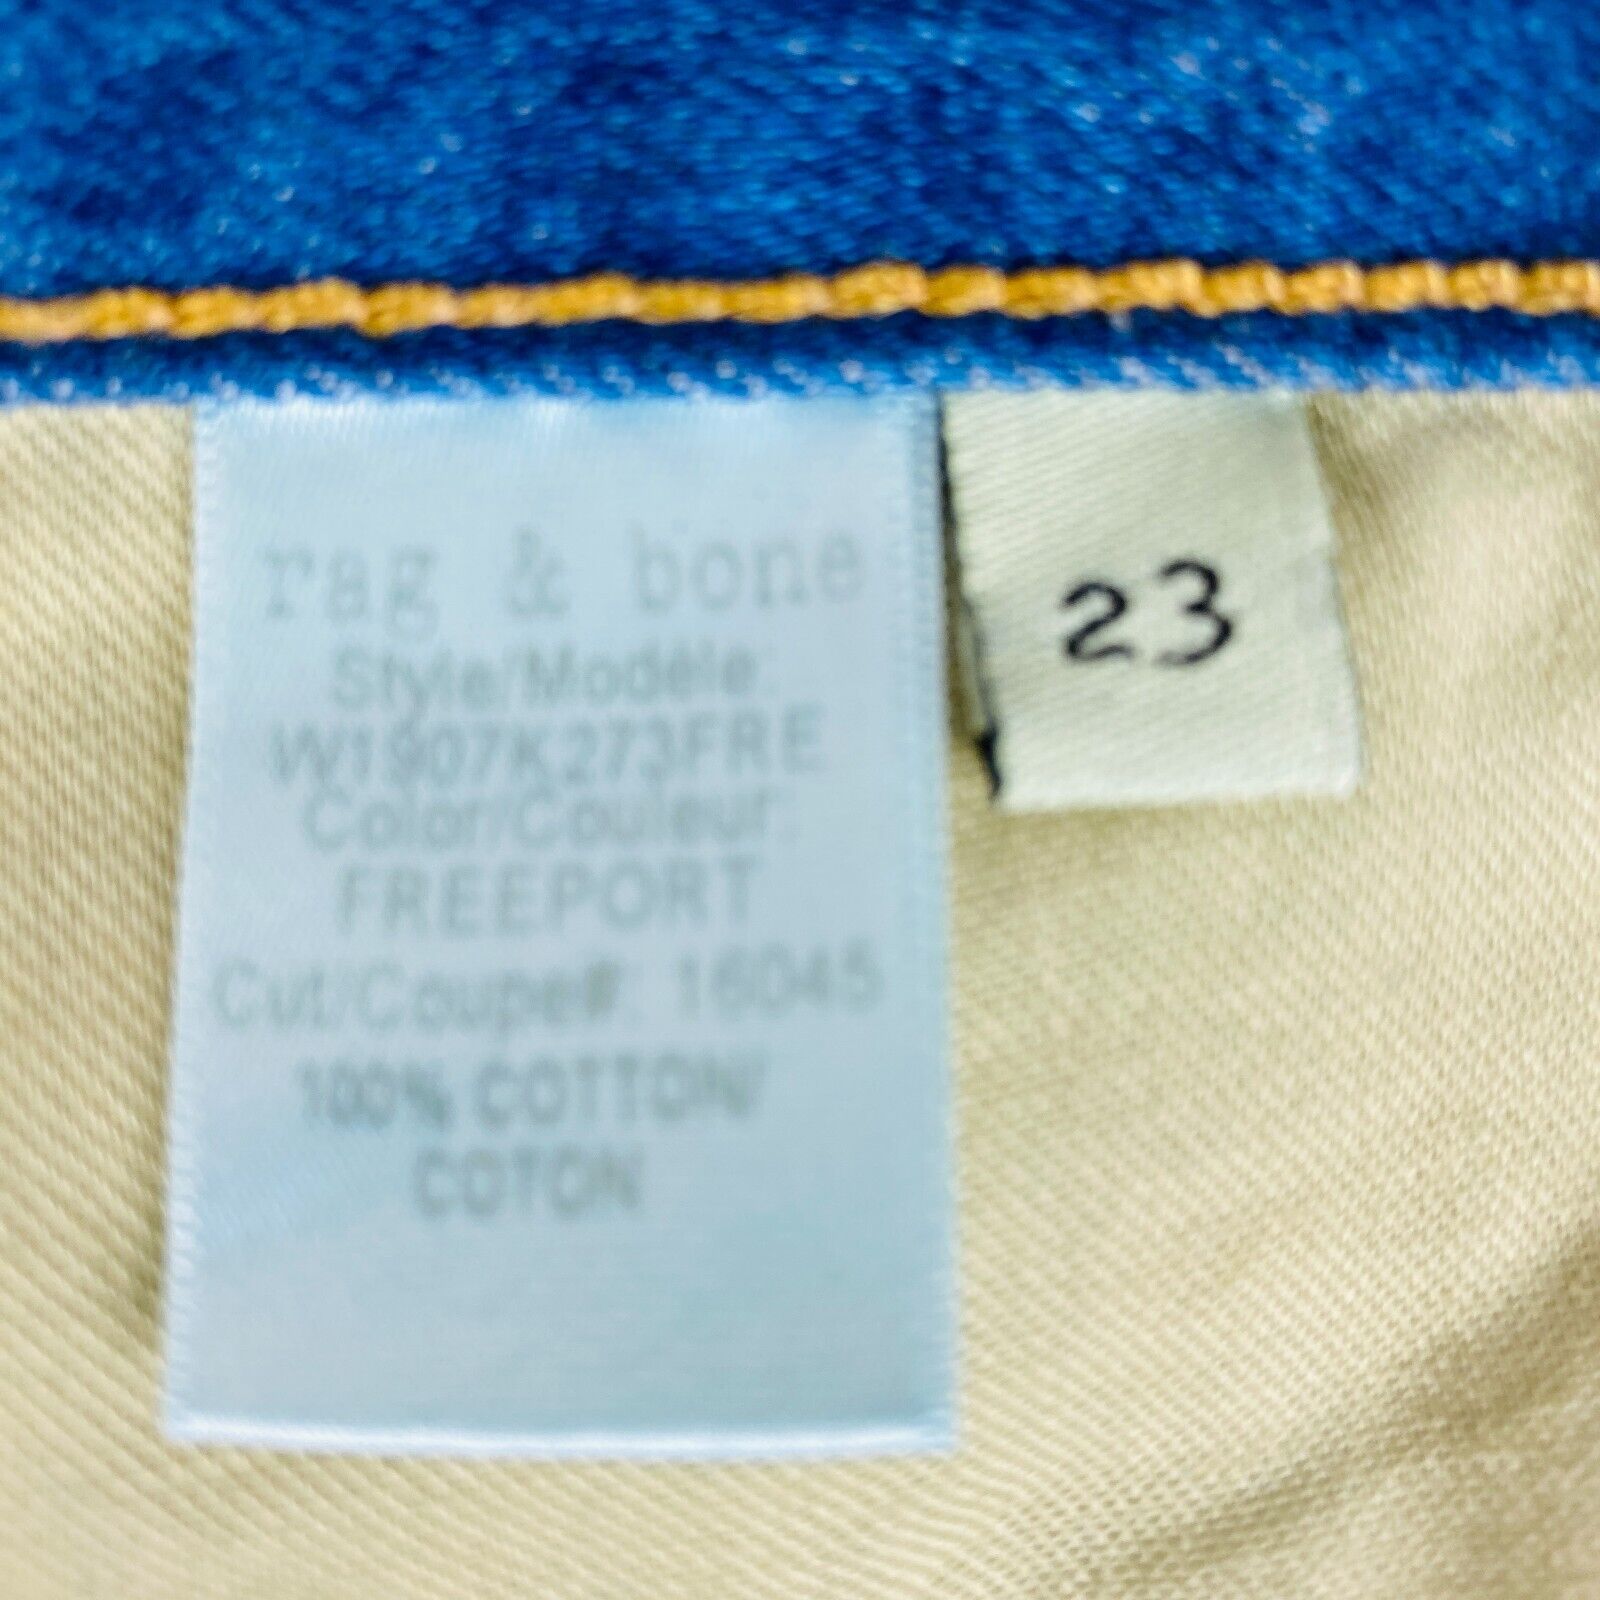 rag & bone
Style/Modèle:
W1907K273FRE
Color/Couleur:
FREEPORT
Cut/Coupe#: 16045
100% COTTON/
COTON
23